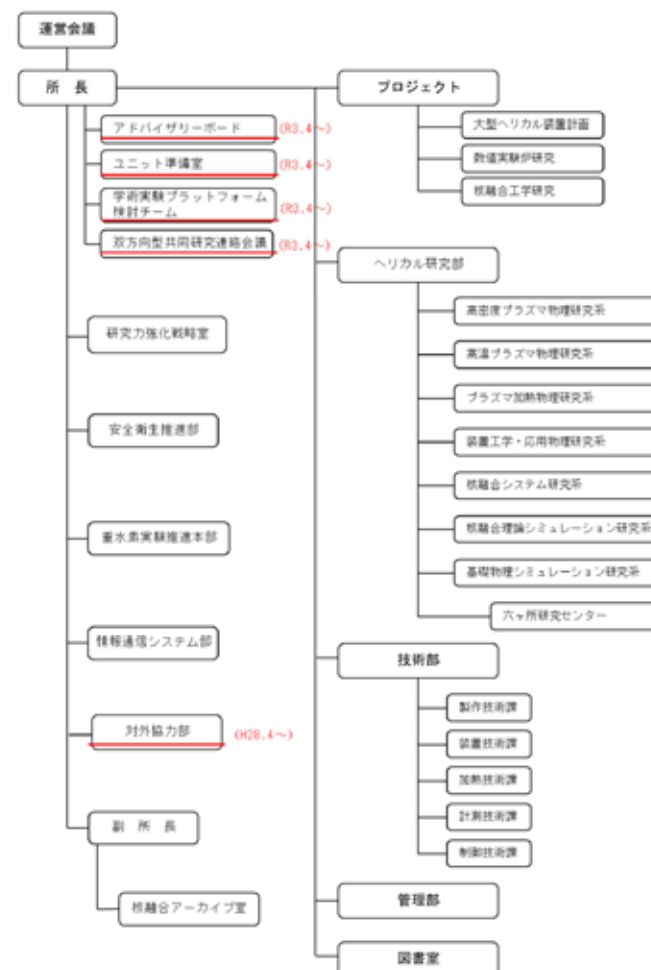 運営会議
所 長
アドバイザリーボード (R3.4～)
ユニット準備室 (R3.4～)
学術実験プラットフォーム
検討チーム (R3.4～)
双方向型共同研究連絡会議 (R3.4～)
研究力強化戦略室
安全衛生推進部
重水素実験推進本部
情報通信システム部
対外協力部 (H28.4～)
副 所 長
核融合アーカイブ室
プロジェクト
大型ヘリカル装置計画
数値実験炉研究
核融合工学研究
ヘリカル研究部
高密度プラズマ物理研究系
高温プラズマ物理研究系
プラズマ加熱物理研究系
装置工学・応用物理研究系
核融合システム研究系
核融合理論シミュレーション研究系
基礎物理シミュレーション研究系
六ヶ所研究センター
技術部
製作技術課
装置技術課
加熱技術課
計測技術課
制御技術課
管理部
図書室